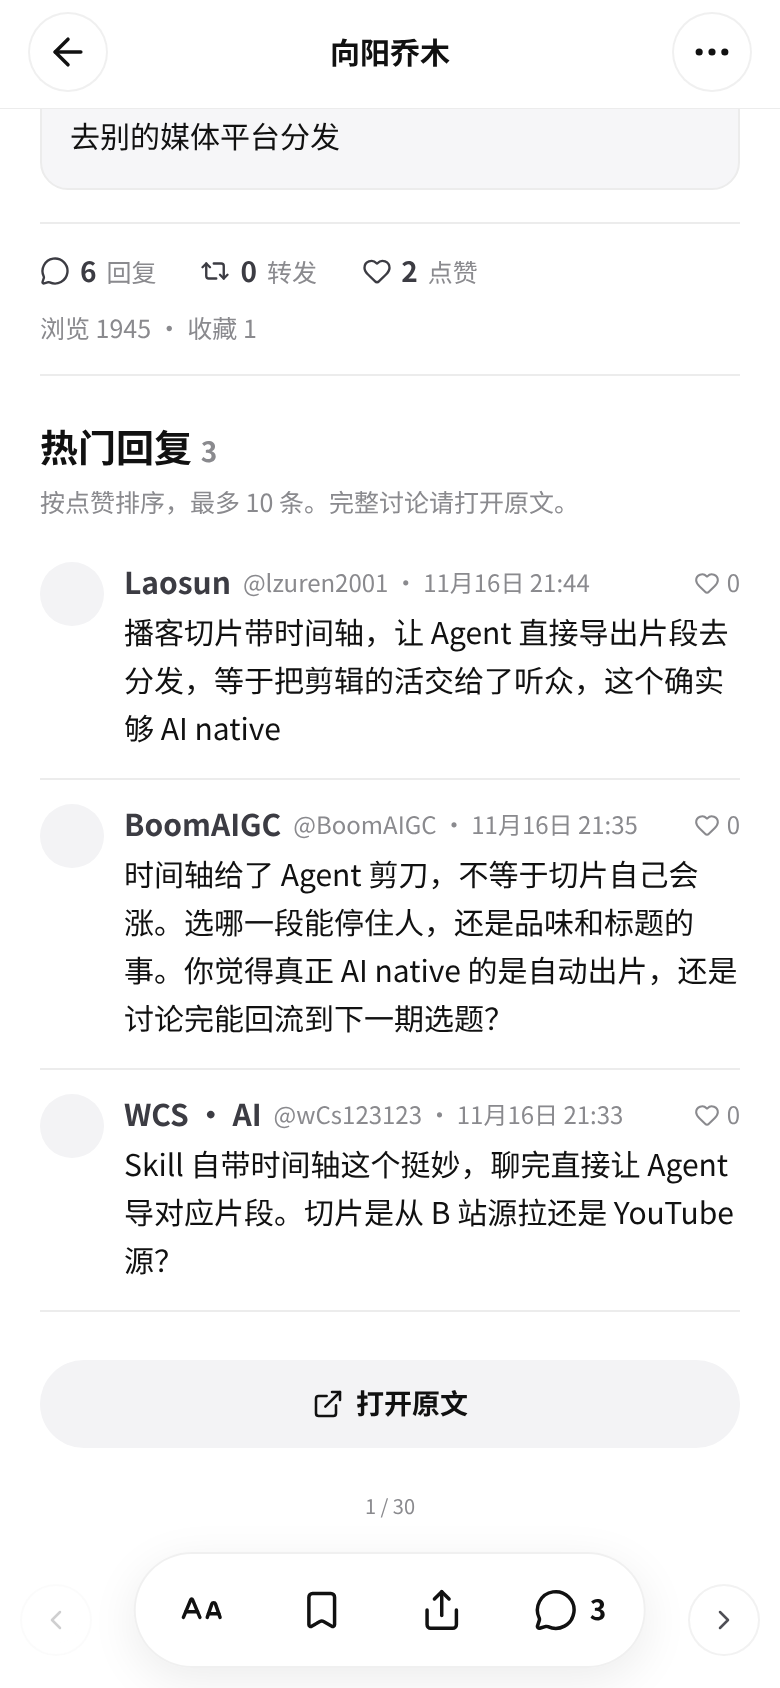 向阳乔木
去别的媒体平台分发
6 回复 0 转发 2 点赞
浏览 1945 · 收藏 1
热门回复 3
按点赞排序，最多 10 条。完整讨论请打开原文。
Laosun @lzuren2001 · 11月16日 21:44 0
播客切片带时间轴，让 Agent 直接导出片段去
分发，等于把剪辑的活交给了听众，这个确实
够 AI native
BoomAIGC @BoomAIGC · 11月16日 21:35 0
时间轴给了 Agent 剪刀，不等于切片自己会
涨。选哪一段能停住人，还是品味和标题的
事。你觉得真正 AI native 的是自动出片，还是
讨论完能回流到下一期选题？
WCS · AI @wCs123123 · 11月16日 21:33 0
Skill 自带时间轴这个挺妙，聊完直接让 Agent
导对应片段。切片是从 B 站源拉还是 YouTube
源？
打开原文
1 / 30
AA 3